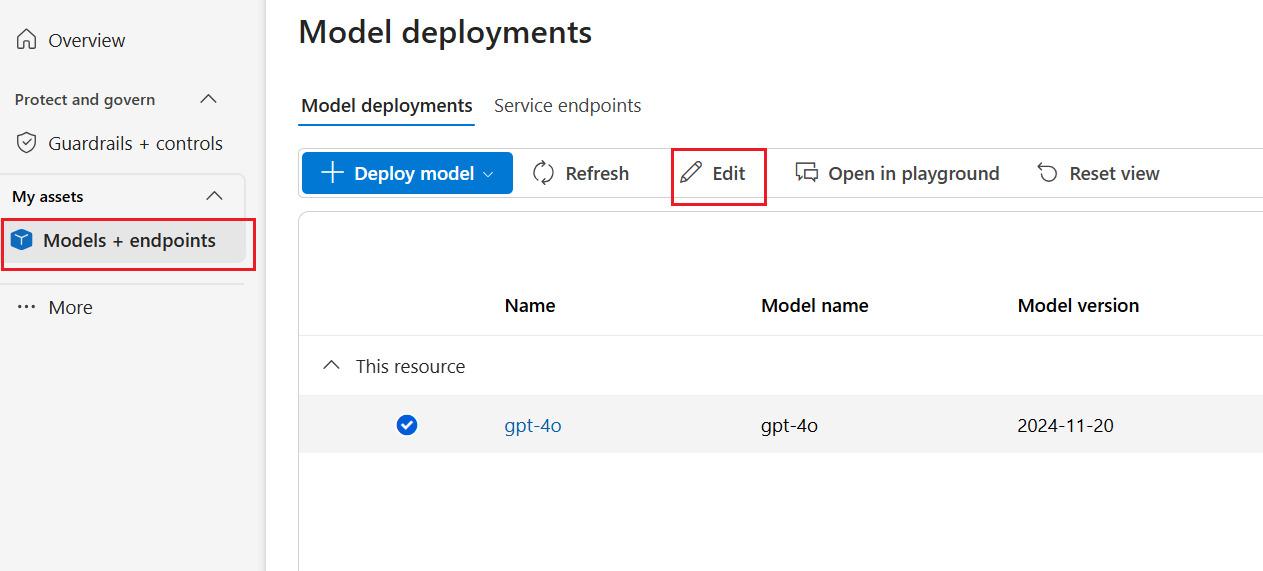 Overview
Protect and govern
Guardrails + controls
My assets
Models + endpoints
More
Model deployments
Model deployments Service endpoints
Deploy model Refresh Edit Open in playground Reset view
Name Model name Model version
This resource
gpt-4o gpt-4o 2024-11-20